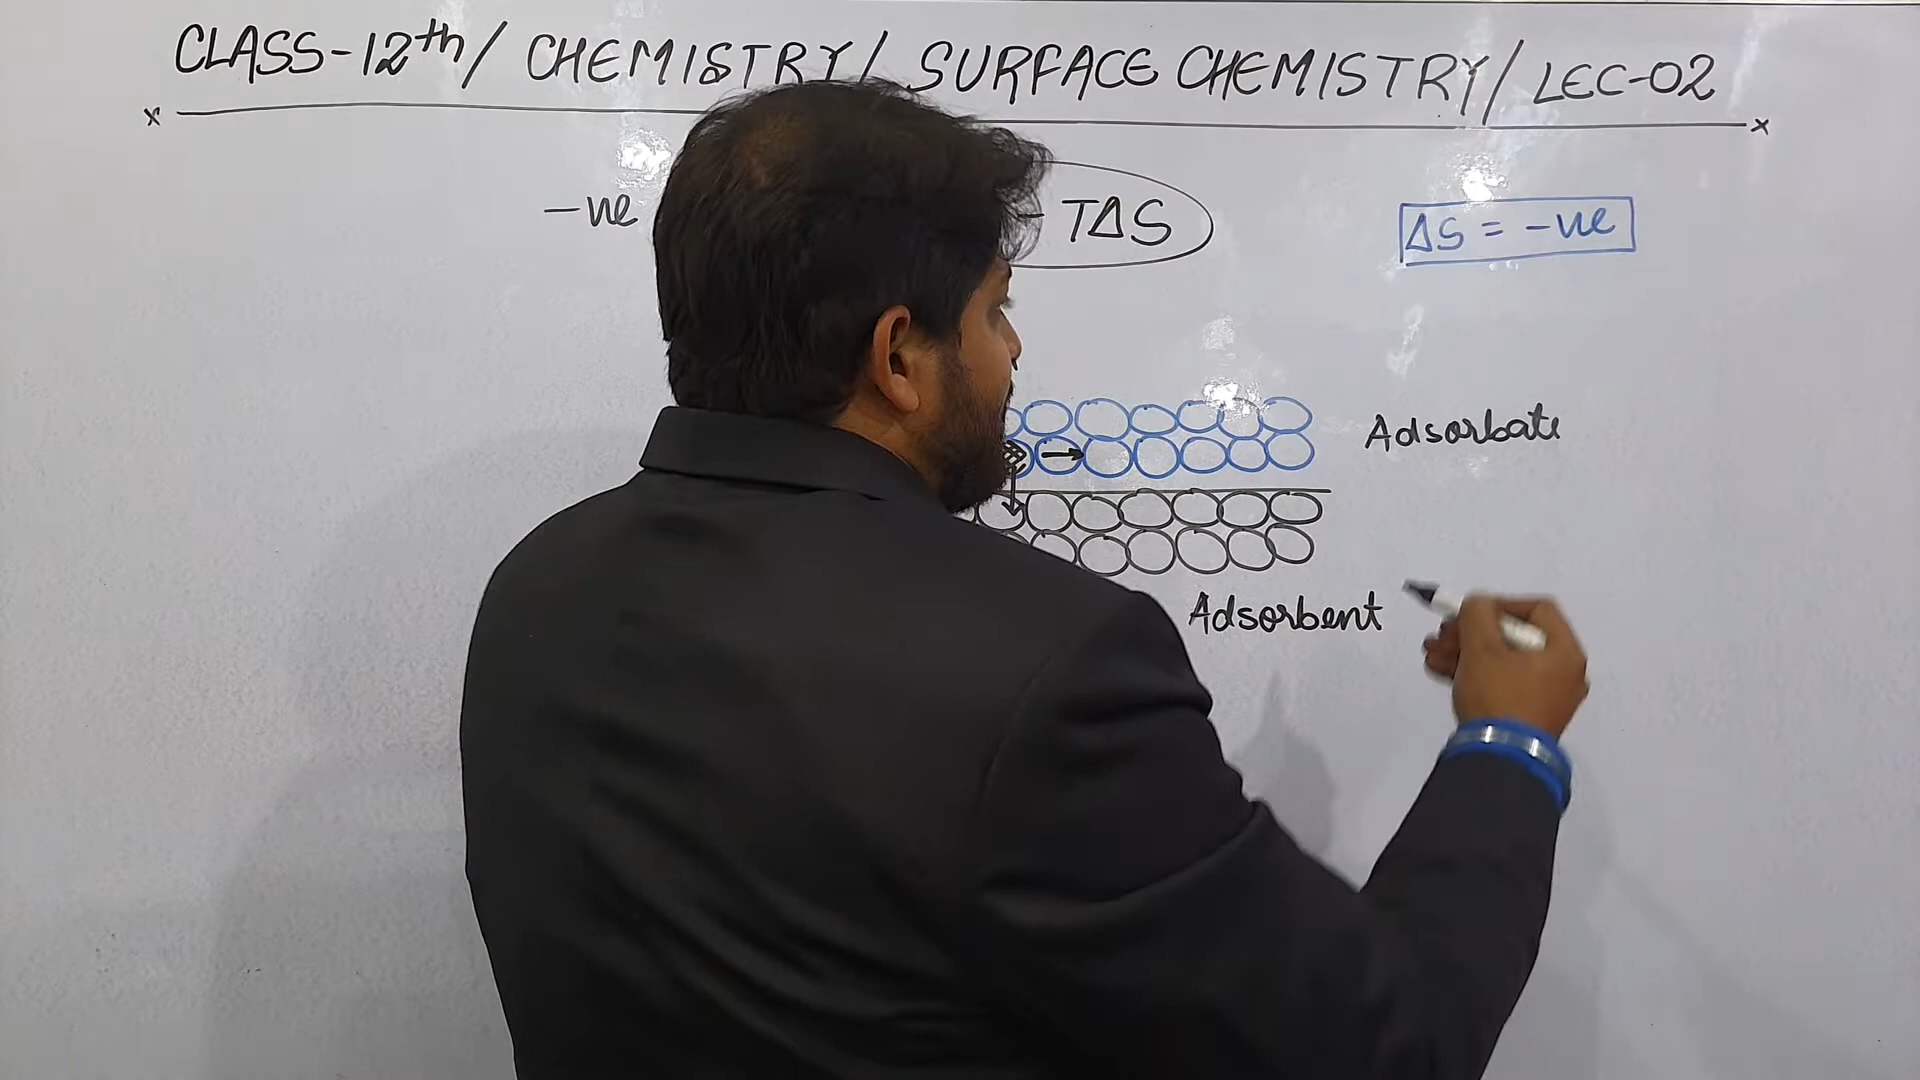 CLASS-12th/ CHEMISTRY/ SURFACE CHEMISTRY/ LEC-02
-ve - TΔS ΔS = -ve
Adsorbate
Adsorbent